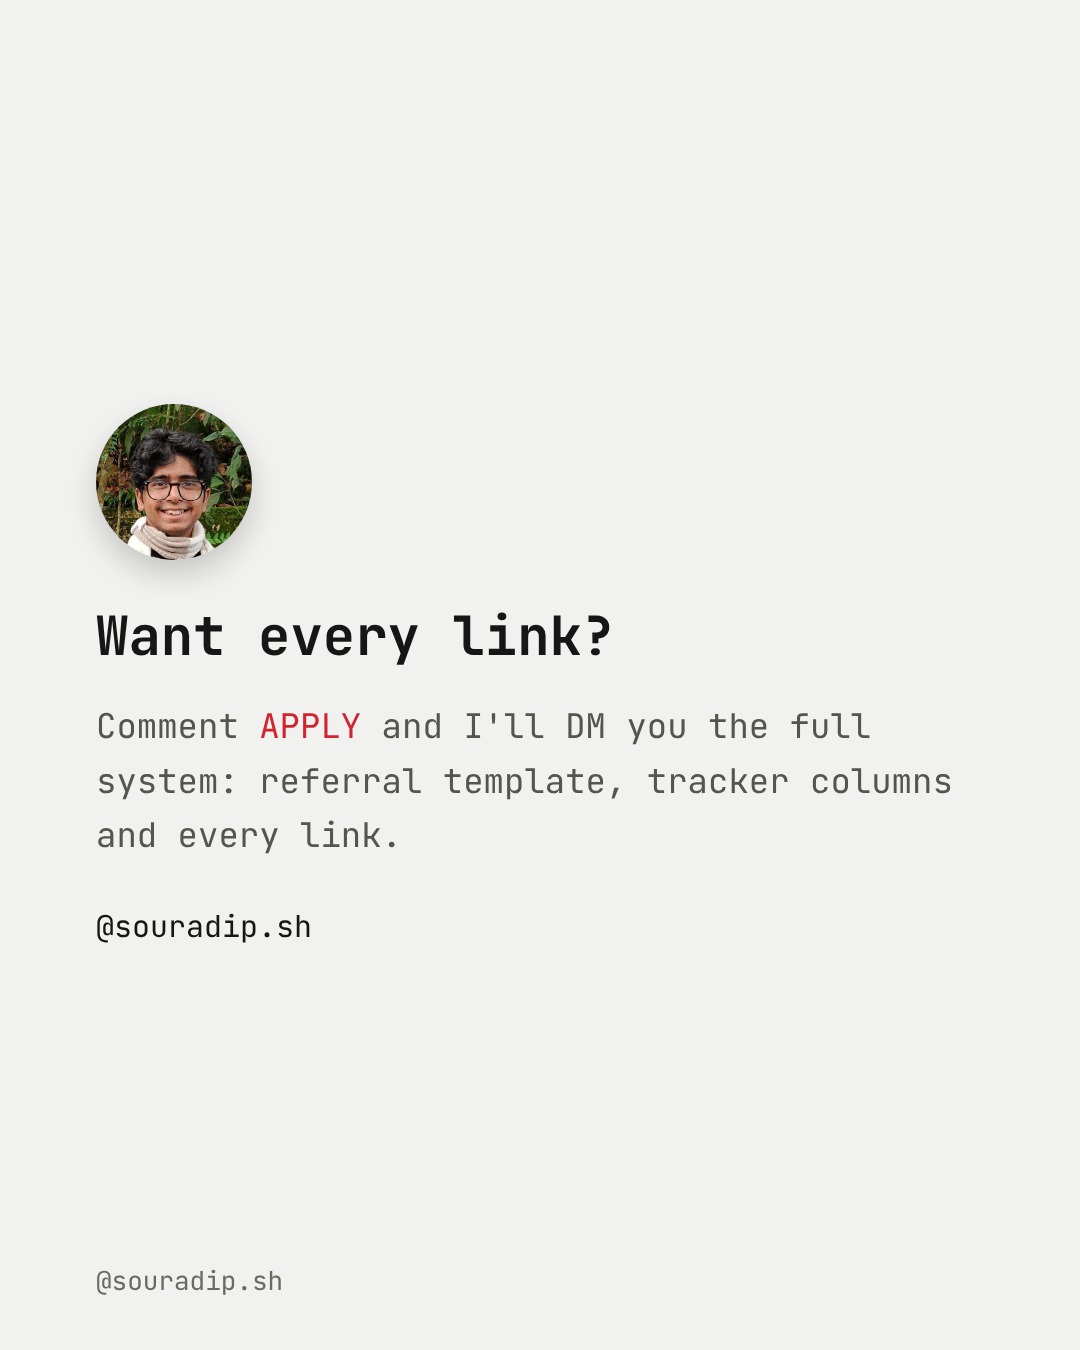 Want every link?
Comment APPLY and I'll DM you the full
system: referral template, tracker columns
and every link.
@souradip.sh
@souradip.sh